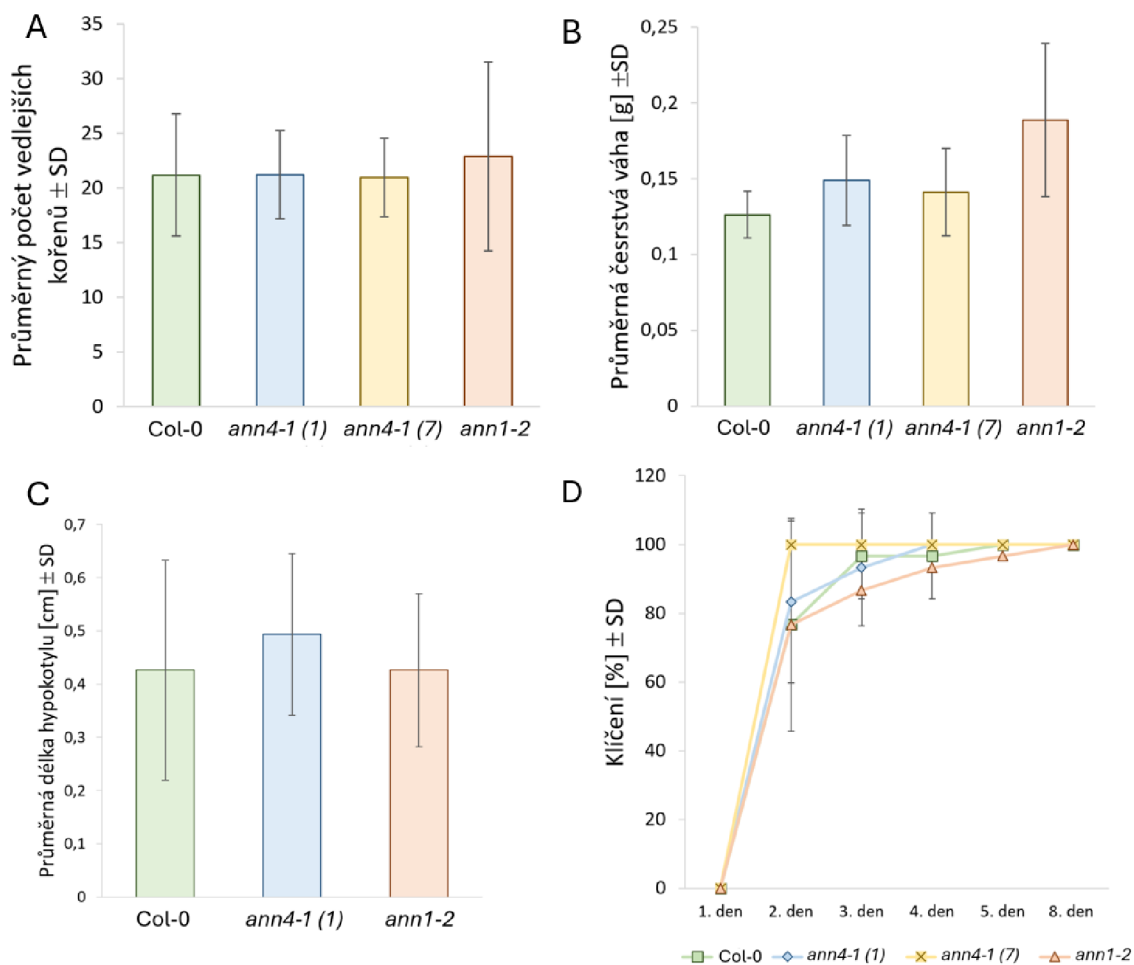 A
Průměrný počet vedlejších
kořenů ± SD
35
30
25
20
15
10
5
0
Col-0
ann4-1 (1)
ann4-1 (7)
ann1-2
B
Průměrná česrstvá váha [g] ±SD
0,25
0,2
0,15
0,1
0,05
0
Col-0
ann4-1 (1)
ann4-1 (7)
ann1-2
C
Průměrná délka hypokotylu [cm] ± SD
0,7
0,6
0,5
0,4
0,3
0,2
0,1
0
Col-0
ann4-1 (1)
ann1-2
D
Klíčení [%] ± SD
120
100
80
60
40
20
0
1. den
2. den
3. den
4. den
5. den
8. den
Col-0
ann4-1 (1)
ann4-1 (7)
ann1-2